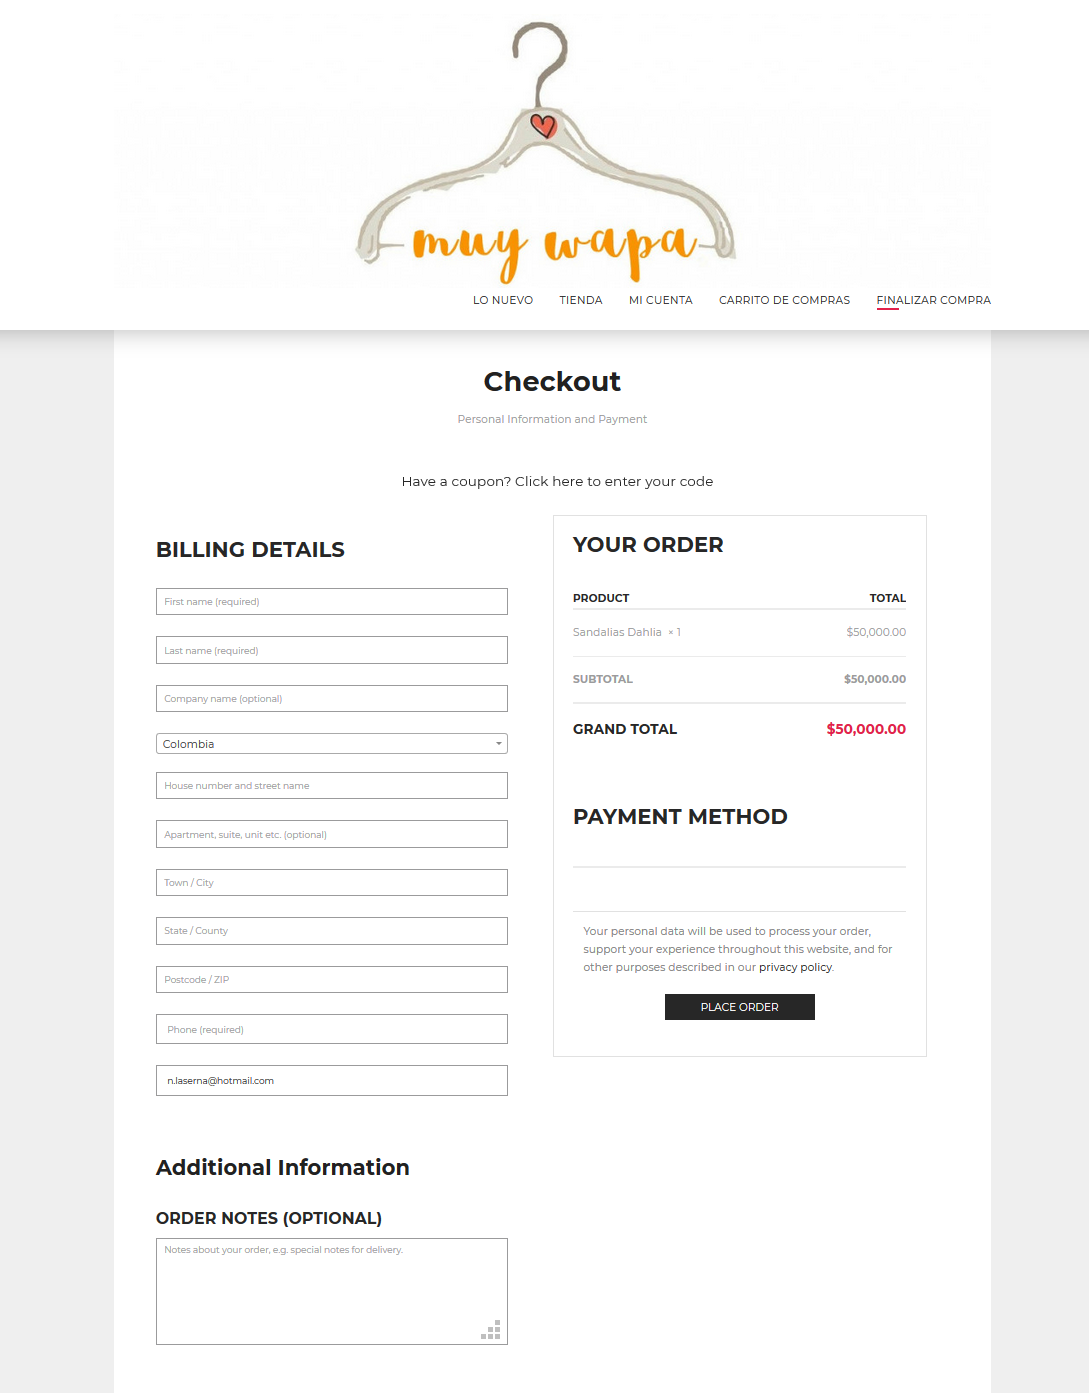 muy wapa
LO NUEVO TIENDA MI CUENTA CARRITO DE COMPRAS FINALIZAR COMPRA
Checkout
Personal Information and Payment
Have a coupon? Click here to enter your code
BILLING DETAILS
First name (required)
Last name (required)
Company name (optional)
Colombia
House number and street name
Apartment, suite, unit etc. (optional)
Town / City
State / County
Postcode / ZIP
Phone (required)
n.laserna@hotmail.com
Additional Information
ORDER NOTES (OPTIONAL)
Notes about your order, e.g. special notes for delivery.
YOUR ORDER
PRODUCT TOTAL
Sandalias Dahlia × 1 $50,000.00
SUBTOTAL $50,000.00
GRAND TOTAL $50,000.00
PAYMENT METHOD
Your personal data will be used to process your order,
support your experience throughout this website, and for
other purposes described in our privacy policy.
PLACE ORDER